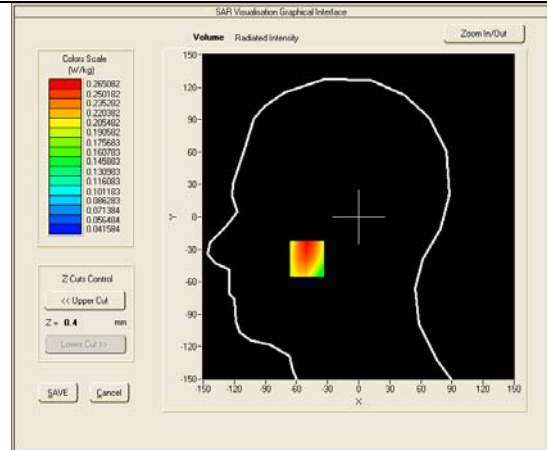 SAR Visualisation Graphical Interface
Volume Radiated Intensity
Zoom In/Out
Colors Scale
(W/kg)
0.265082
0.250182
0.235282
0.220382
0.205482
0.190582
0.175683
0.160783
0.145883
0.130983
0.116083
0.101183
0.086283
0.071384
0.056484
0.041584
Z Cuts Control
<< Upper Cut
Z = 0.4 mm
Lower Cut >>
SAVE Cancel
150
120
90
60
30
0
-30
-60
-90
-120
-150
Y
-150 -120 -90 -60 -30 0 30 60 90 120 150
X